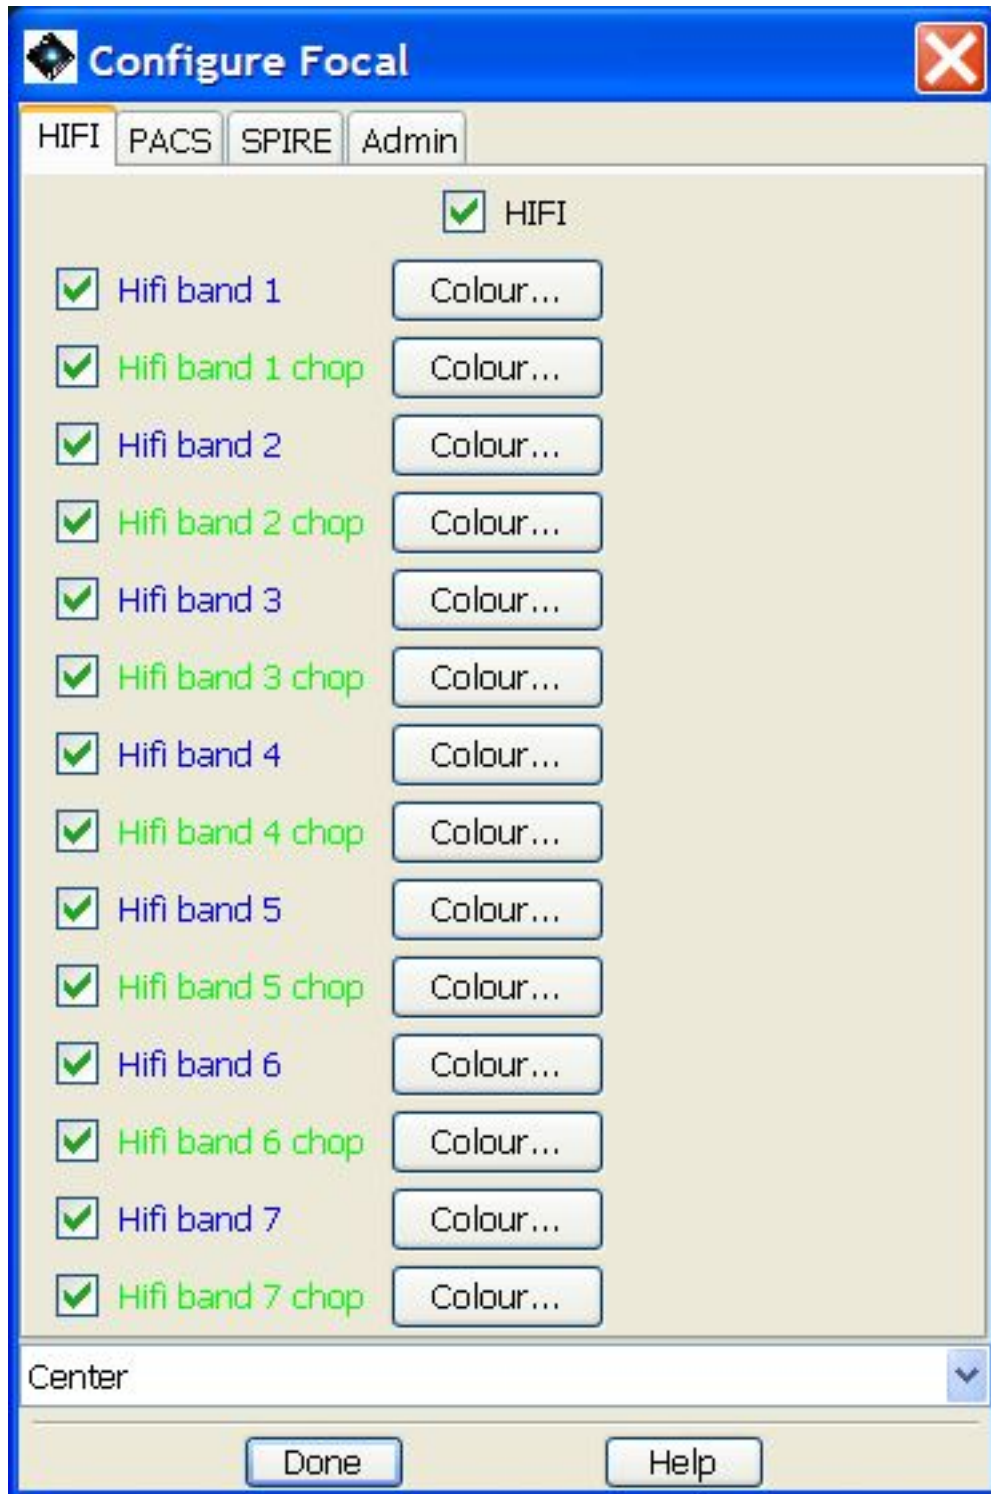 Configure Focal
HIFI PACS SPIRE Admin
HIFI
Hifi band 1 Colour...
Hifi band 1 chop Colour...
Hifi band 2 Colour...
Hifi band 2 chop Colour...
Hifi band 3 Colour...
Hifi band 3 chop Colour...
Hifi band 4 Colour...
Hifi band 4 chop Colour...
Hifi band 5 Colour...
Hifi band 5 chop Colour...
Hifi band 6 Colour...
Hifi band 6 chop Colour...
Hifi band 7 Colour...
Hifi band 7 chop Colour...
Center
Done Help